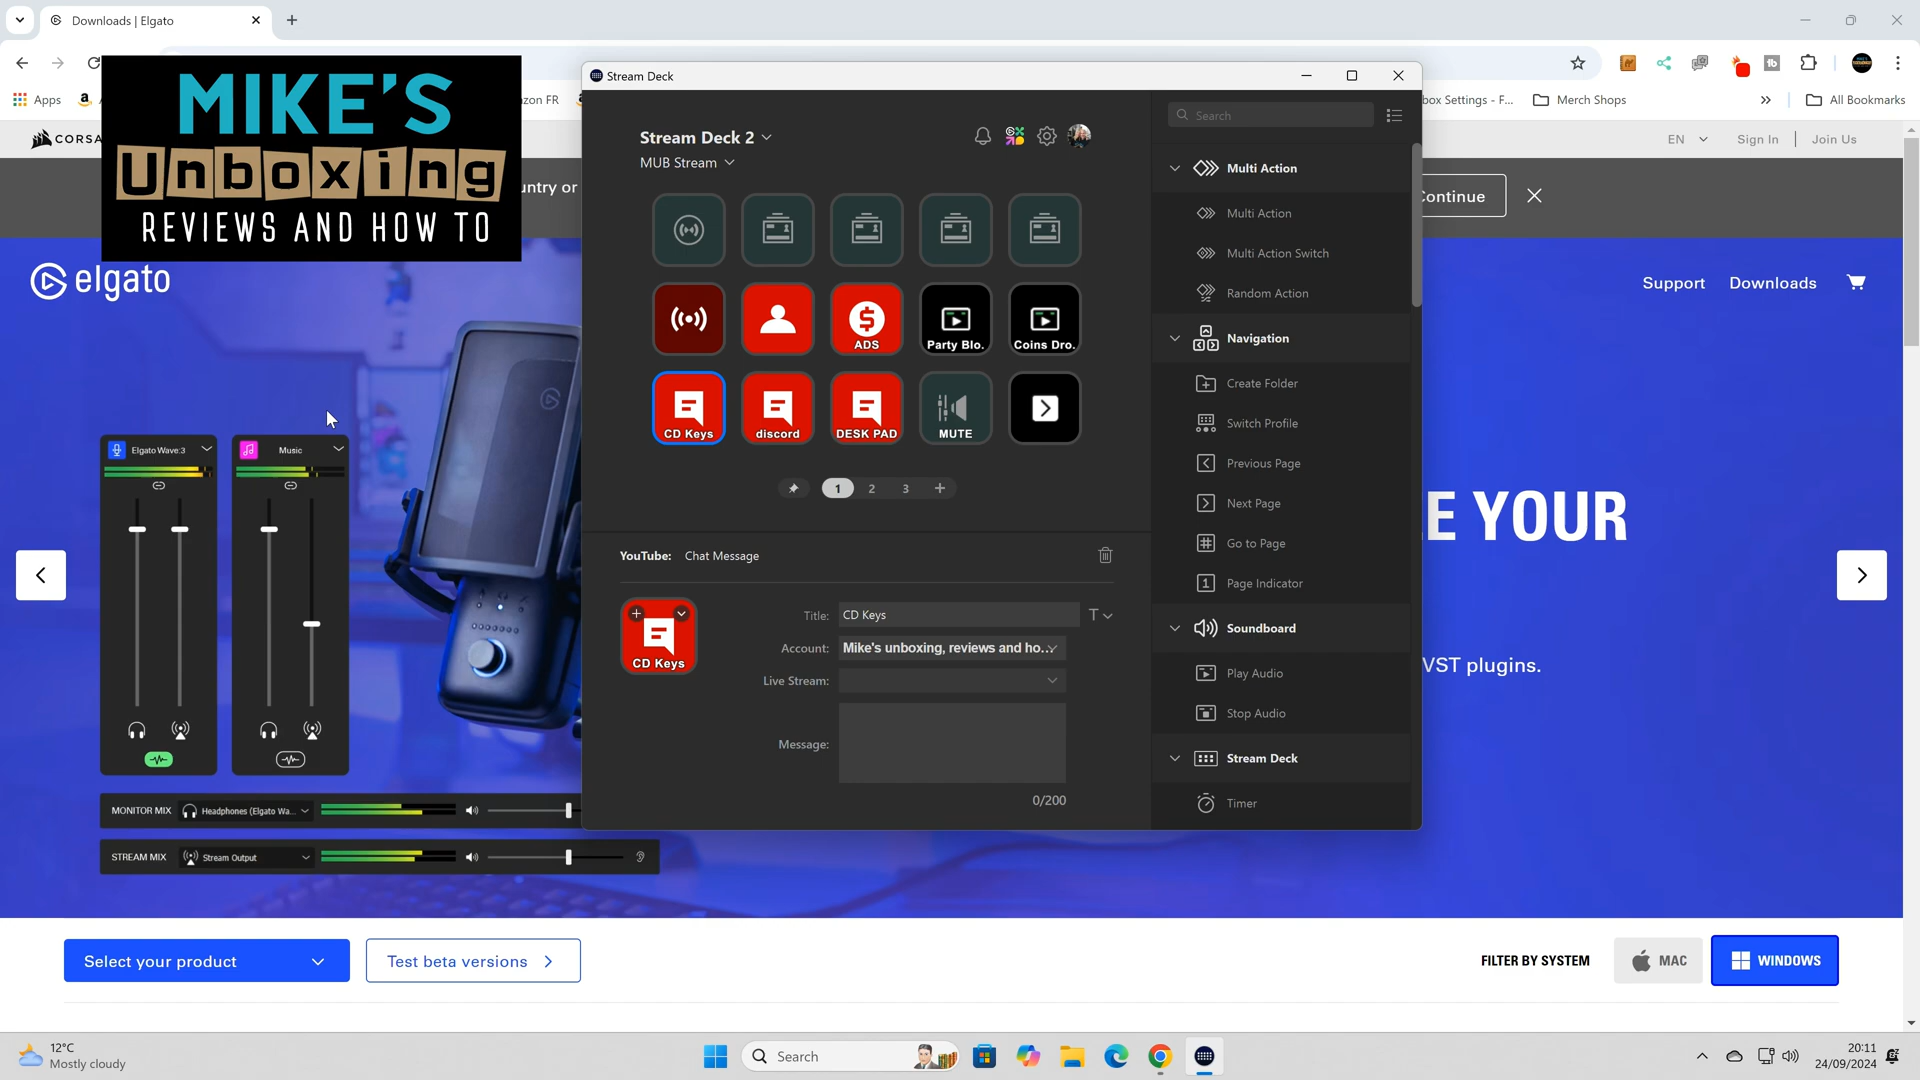 Downloads | Elgato
Apps
zon FR
box Settings - F...
Merch Shops
All Bookmarks
MIKE'S
Unboxing
REVIEWS AND HOW TO
CORSA
EN
Sign In
Join Us
untry or
Continue
elgato
Support
Downloads
Stream Deck
Stream Deck 2
MUB Stream
Search
Multi Action
Multi Action
Multi Action Switch
Random Action
Navigation
Create Folder
Switch Profile
Previous Page
Next Page
Go to Page
Page Indicator
Soundboard
Play Audio
Stop Audio
Stream Deck
Timer
ADS
Party Blo.
Coins Dro.
CD Keys
discord
DESK PAD
MUTE
1 2 3 +
YouTube: Chat Message
CD Keys
Title: CD Keys
T
Account: Mike's unboxing, reviews and ho...
Live Stream:
Message:
0/200
Elgato Wave:3
Music
E YOUR
VST plugins.
MONITOR MIX Headphones (Elgato Wa...
STREAM MIX Stream Output
Select your product
Test beta versions
FILTER BY SYSTEM
MAC
WINDOWS
12°C
Mostly cloudy
Search
20:11
24/09/2024